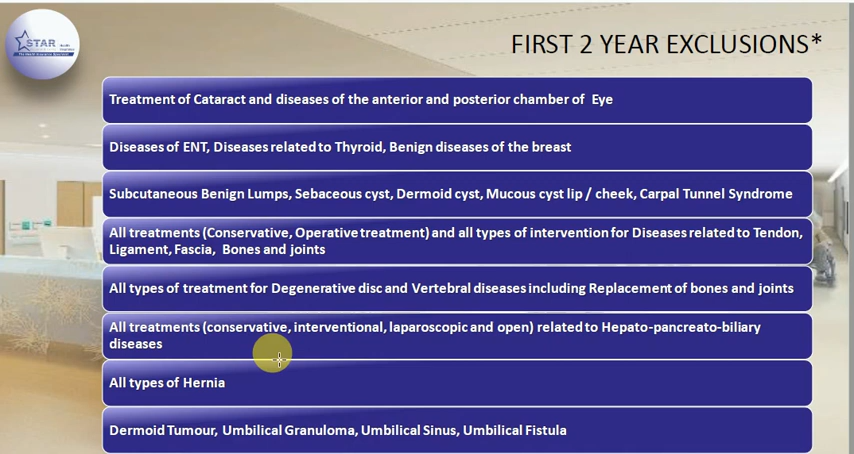 STAR
FIRST 2 YEAR EXCLUSIONS*
Treatment of Cataract and diseases of the anterior and posterior chamber of Eye
Diseases of ENT, Diseases related to Thyroid, Benign diseases of the breast
Subcutaneous Benign Lumps, Sebaceous cyst, Dermoid cyst, Mucous cyst lip / cheek, Carpal Tunnel Syndrome
All treatments (Conservative, Operative treatment) and all types of intervention for Diseases related to Tendon,
Ligament, Fascia, Bones and joints
All types of treatment for Degenerative disc and Vertebral diseases including Replacement of bones and joints
All treatments (conservative, interventional, laparoscopic and open) related to Hepato-pancreato-biliary
diseases
All types of Hernia
Dermoid Tumour, Umbilical Granuloma, Umbilical Sinus, Umbilical Fistula